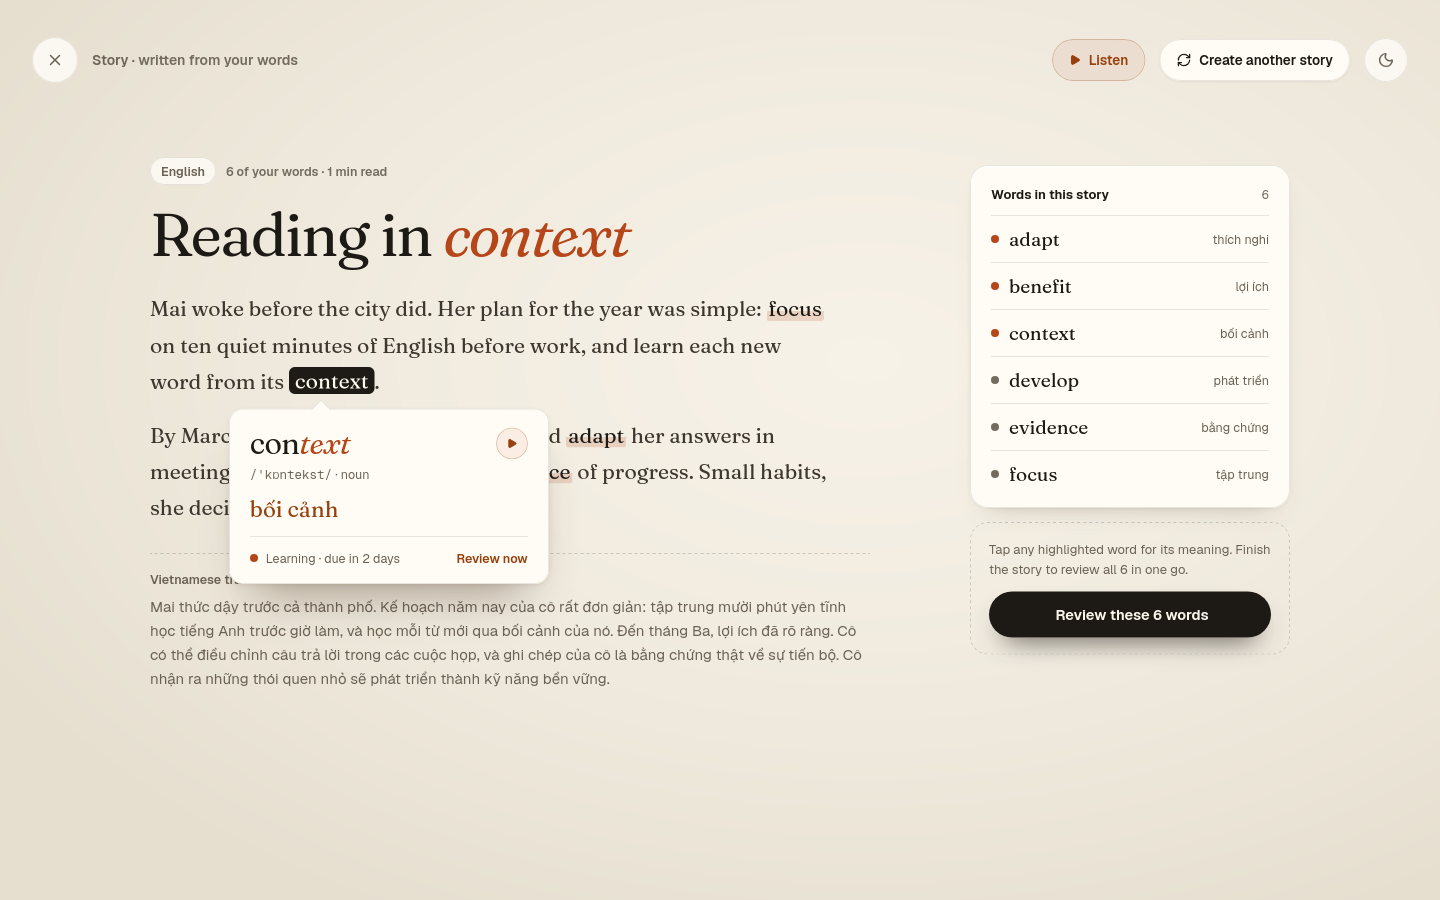 Story · written from your words
Listen
Create another story
English
6 of your words · 1 min read
Reading in context
Mai woke before the city did. Her plan for the year was simple: focus
on ten quiet minutes of English before work, and learn each new
word from its context.
By Marc
d adapt her answers in
meeting
ce of progress. Small habits,
she deci
context
/ˈkɒntekst/ · noun
bối cảnh
Learning · due in 2 days
Review now
Vietnamese
Mai thức dậy trước cả thành phố. Kế hoạch năm nay của cô rất đơn giản: tập trung mười phút yên tĩnh
học tiếng Anh trước giờ làm, và học mỗi từ mới qua bối cảnh của nó. Đến tháng Ba, lợi ích đã rõ ràng. Cô
có thể điều chỉnh câu trả lời trong các cuộc họp, và ghi chép của cô là bằng chứng thật về sự tiến bộ. Cô
nhận ra những thói quen nhỏ sẽ phát triển thành kỹ năng bền vững.
Words in this story
6
adapt
thích nghi
benefit
lợi ích
context
bối cảnh
develop
phát triển
evidence
bằng chứng
focus
tập trung
Tap any highlighted word for its meaning. Finish
the story to review all 6 in one go.
Review these 6 words